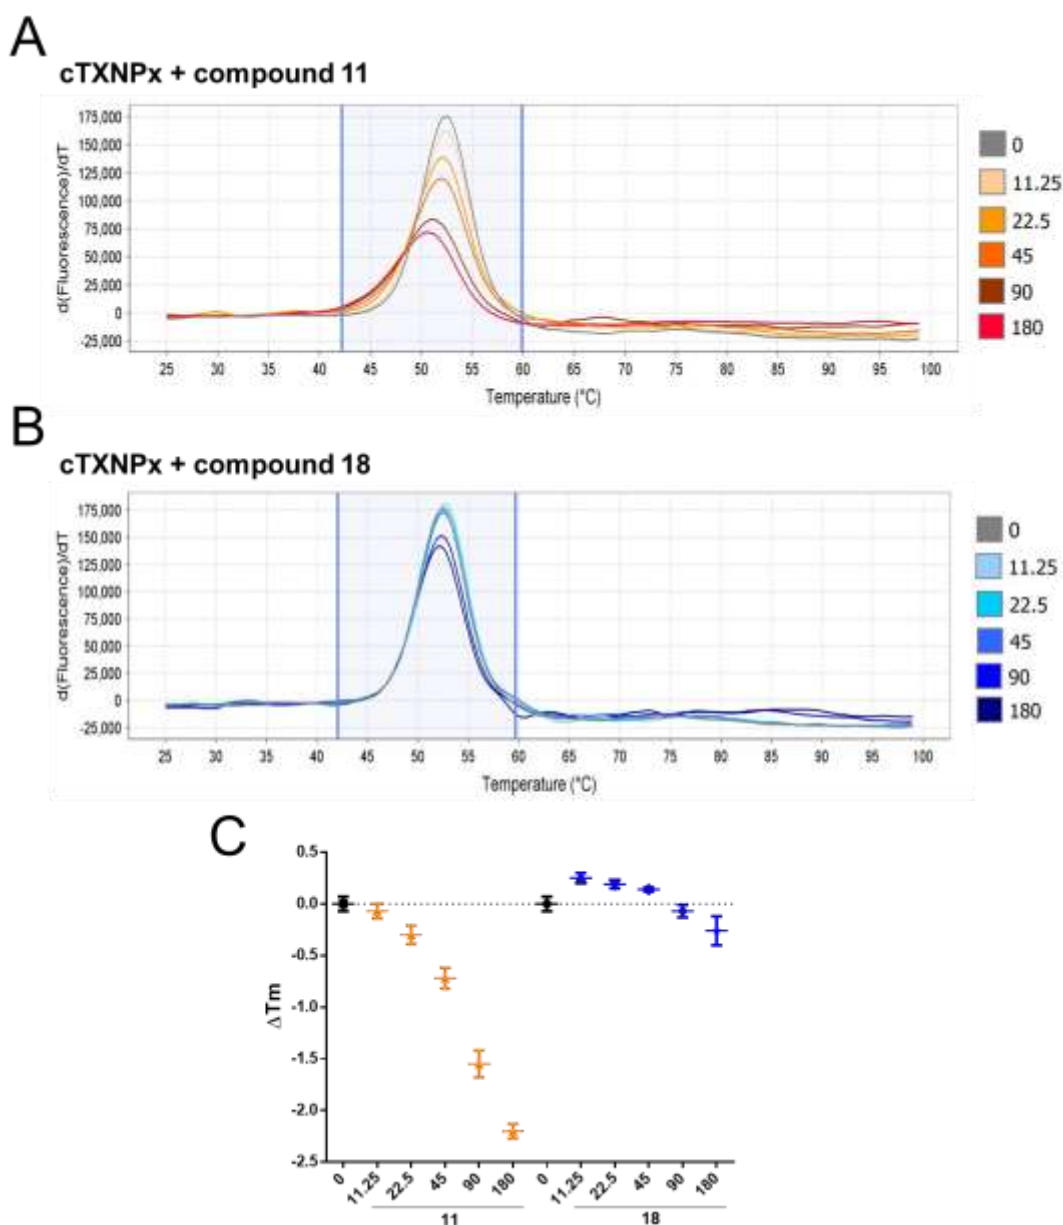 A
cTXNPx + compound 11
d(Fluorescence)/dT
175,000
150,000
125,000
100,000
75,000
50,000
25,000
0
-25,000
25 30 35 40 45 50 55 60 65 70 75 80 85 90 95 100
Temperature (°C)
0
11.25
22.5
45
90
180
B
cTXNPx + compound 18
d(Fluorescence)/dT
175,000
150,000
125,000
100,000
75,000
50,000
25,000
0
-25,000
25 30 35 40 45 50 55 60 65 70 75 80 85 90 95 100
Temperature (°C)
0
11.25
22.5
45
90
180
C
ΔTm
0.5
0.0
-0.5
-1.0
-1.5
-2.0
-2.5
0 11.25 22.5 45 90 180 0 11.25 22.5 45 90 180
11 18